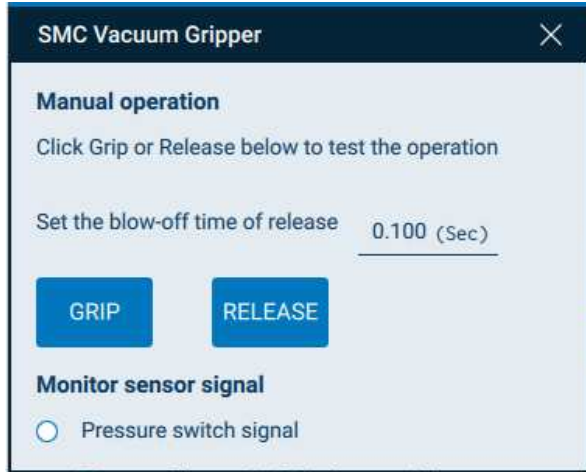 SMC Vacuum Gripper
Manual operation
Click Grip or Release below to test the operation
Set the blow-off time of release 0.100 (Sec)
GRIP RELEASE
Monitor sensor signal
Pressure switch signal